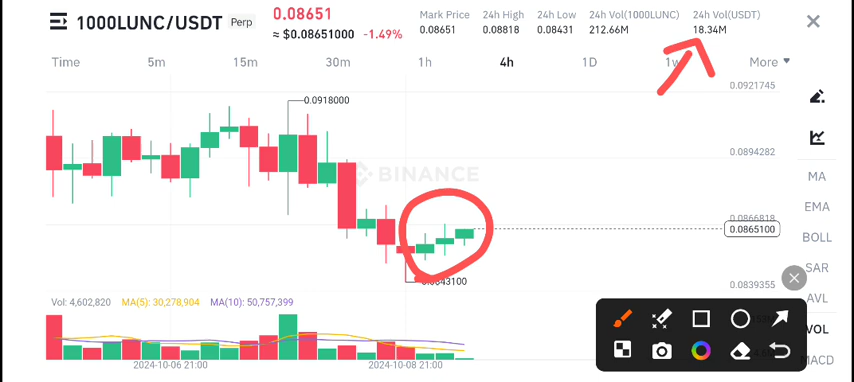 1000LUNC/USDT Perp
0.08651
≈ $0.08651000 -1.49%
Mark Price 24h High 24h Low 24h Vol(1000LUNC) 24h Vol(USDT)
0.08651 0.08818 0.08431 212.66M 18.34M
Time 5m 15m 30m 1h 4h 1D 1w More
0.0921745
0.0918000
0.0894282
BINANCE
MA
EMA
0.0866818
0.0865100
BOLL
SAR
0.0839355
AVL
Vol: 4,602,820 MA(5): 30,278,904 MA(10): 50,757,399
VOL
MACD
2024-10-06 21:00 2024-10-08 21:00